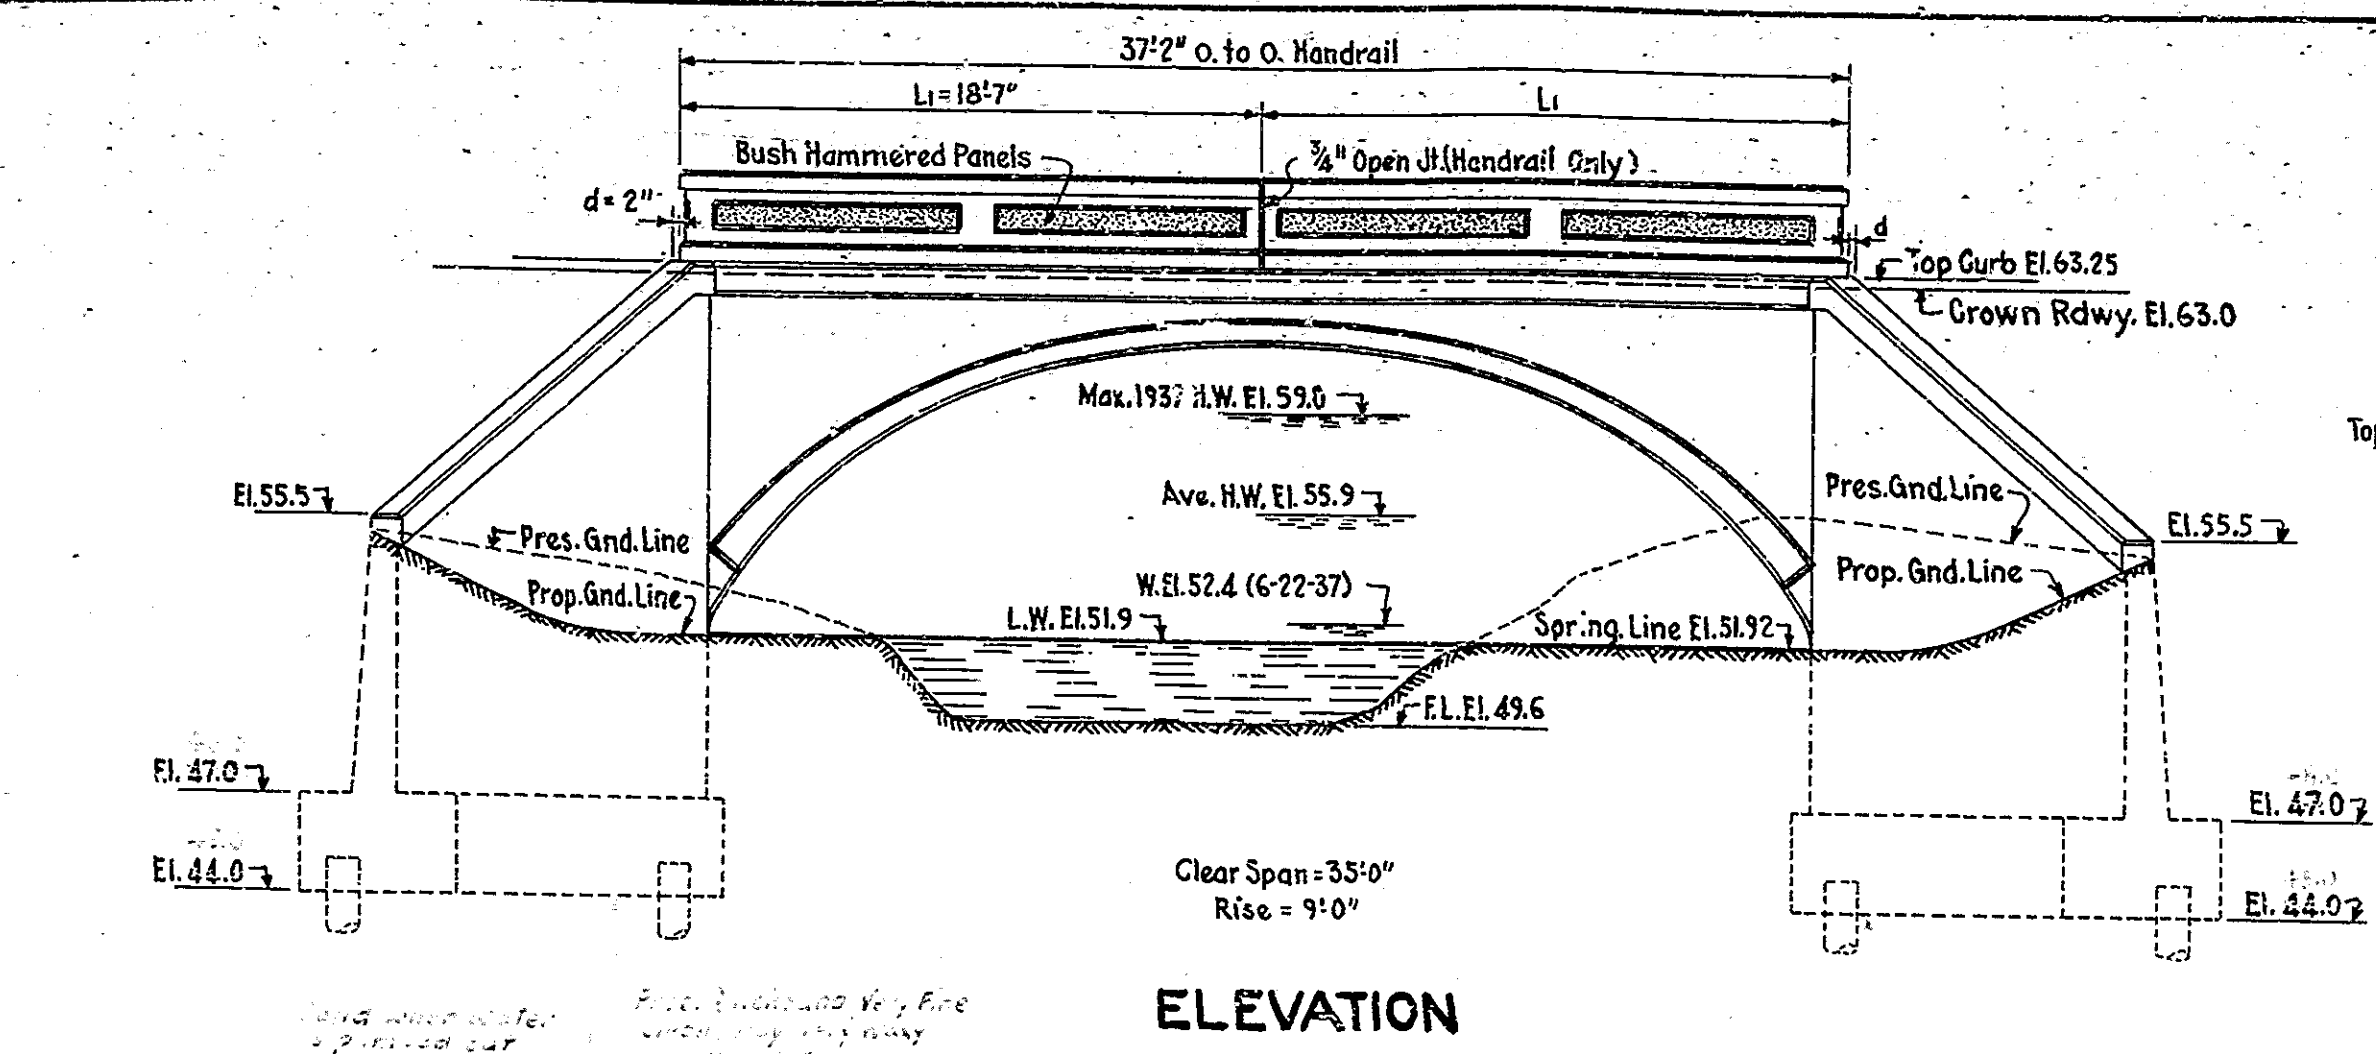 37'-2" O. to O. Handrail
L1 = 18'-7"
L1
Bush Hammered Panels
3/4" Open Jt. (Handrail Only)
d = 2"
d
Top Curb El. 63.25
Crown Rdwy. El. 63.0
Max. 1937 H.W. El. 59.0
Top
Ave. H.W. El. 55.9
Pres. Gnd. Line
El. 55.5
El. 55.5
Pres. Gnd. Line
Prop. Gnd. Line
W. El. 52.4 (6-22-37)
Prop. Gnd. Line
L.W. El. 51.9
Spring Line El. 51.92
F.L. El. 49.6
El. 47.0
El. 47.0
El. 44.0
El. 44.0
Clear Span = 35'-0"
Rise = 9'-0"
ELEVATION
Fine